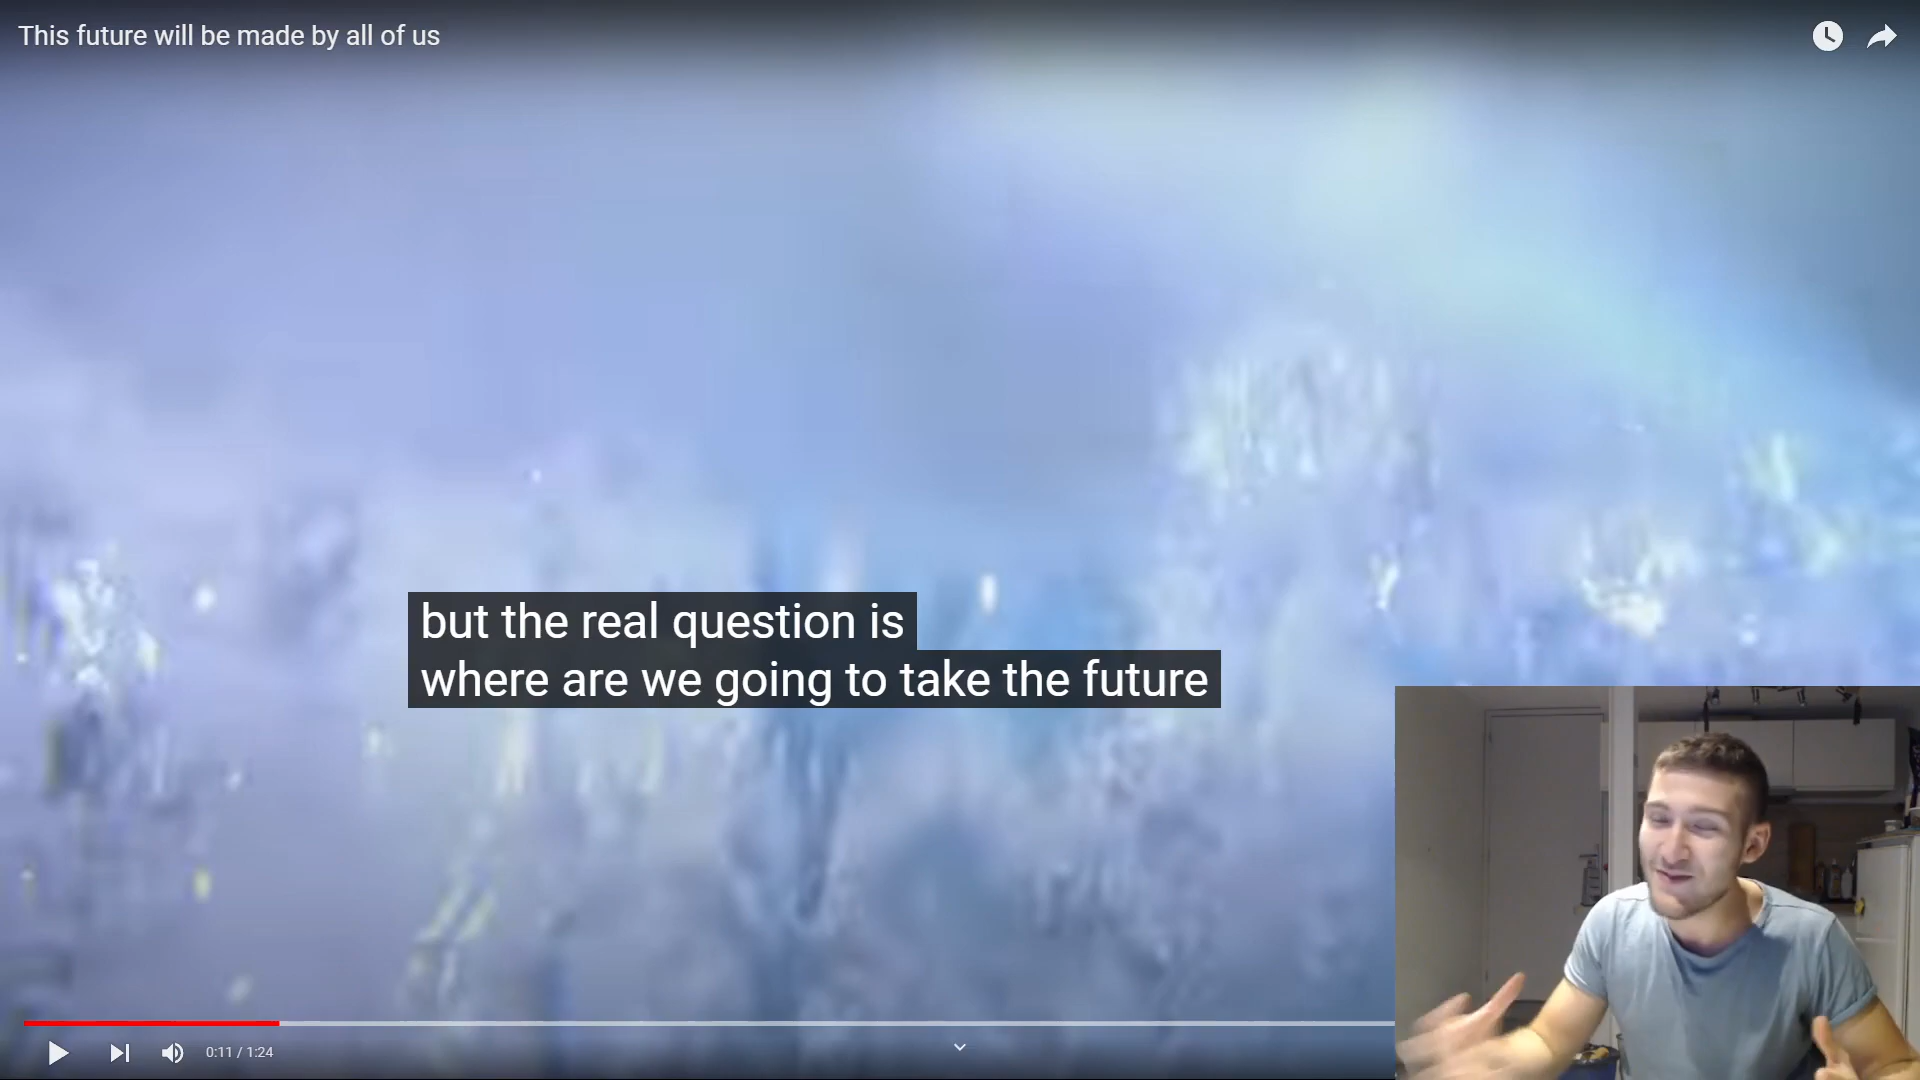 This future will be made by all of us
but the real question is
where are we going to take the future
0:11 / 1:24